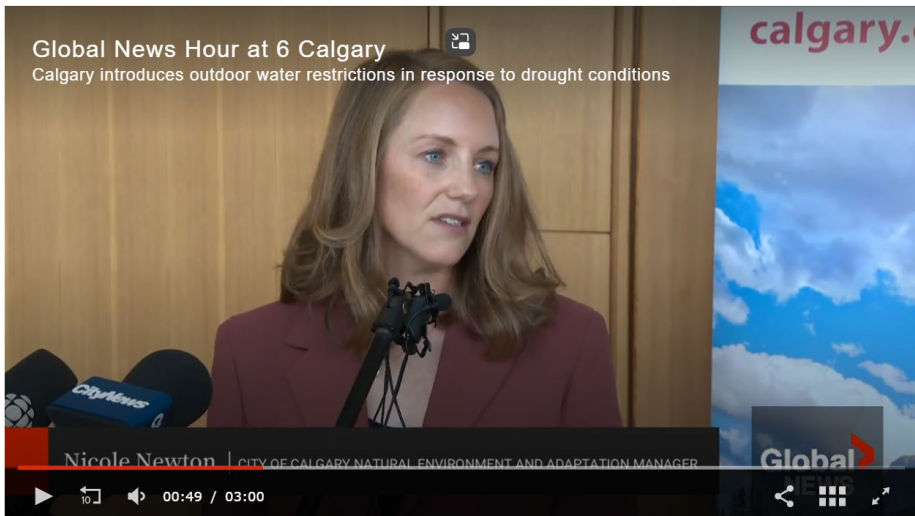 Global News Hour at 6 Calgary
Calgary introduces outdoor water restrictions in response to drought conditions
calgary.
CityNews
Nicole Newton | CITY OF CALGARY NATURAL ENVIRONMENT AND ADAPTATION MANAGER
Global
NEWS
10
00:49 / 03:00